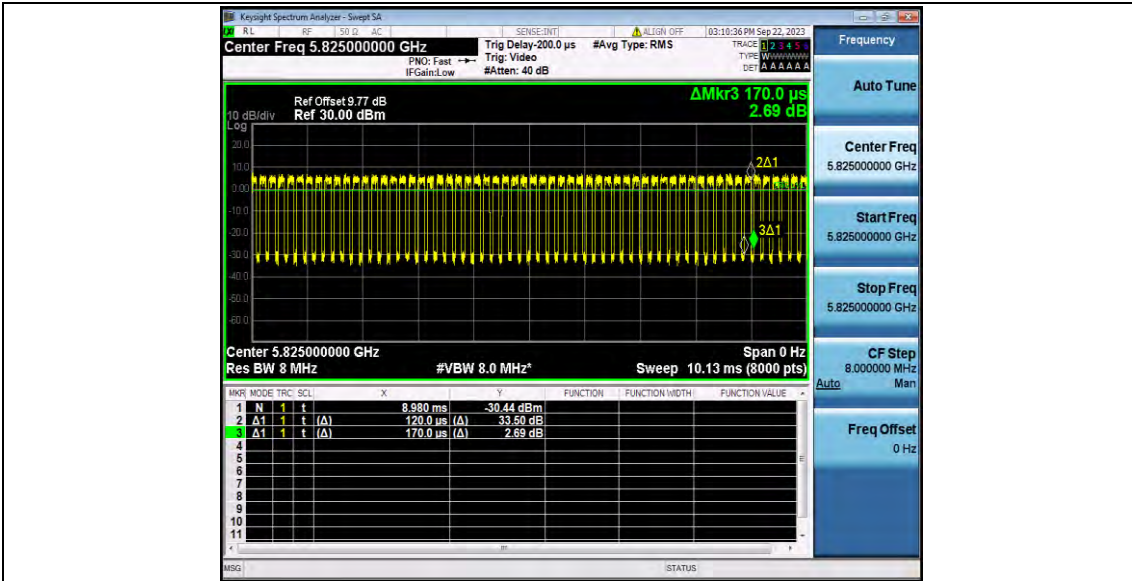 Keysight Spectrum Analyzer - Swept SA
RL RF 50 Ω AC SENSE:INT ALIGN OFF 03:10:36 PM Sep 22, 2023
Center Freq 5.825000000 GHz
PNO: Fast
IFGain:Low
Trig Delay-200.0 µs
Trig: Video
#Atten: 40 dB
#Avg Type: RMS
TRACE 1 2 3 4 5 6
TYPE WWWWWW
DET A A A A A A
Frequency
Auto Tune
Center Freq
5.825000000 GHz
Start Freq
5.825000000 GHz
Stop Freq
5.825000000 GHz
CF Step
8.000000 MHz
Auto Man
Freq Offset
0 Hz
ΔMkr3 170.0 µs
2.69 dB
Ref Offset 9.77 dB
10 dB/div Ref 30.00 dBm
Log
20.0
10.0
0.00
-10.0
-20.0
-30.0
-40.0
-50.0
-60.0
2Δ1
3Δ1
Center 5.825000000 GHz Span 0 Hz
Res BW 8 MHz #VBW 8.0 MHz* Sweep 10.13 ms (8000 pts)
MKR MODE TRC SCL X Y FUNCTION FUNCTION WIDTH FUNCTION VALUE
1 N 1 t 8.980 ms -30.44 dBm
2 Δ1 1 t (Δ) 120.0 µs (Δ) 33.50 dB
3 Δ1 1 t (Δ) 170.0 µs (Δ) 2.69 dB
4
5
6
7
8
9
10
11
MSG STATUS